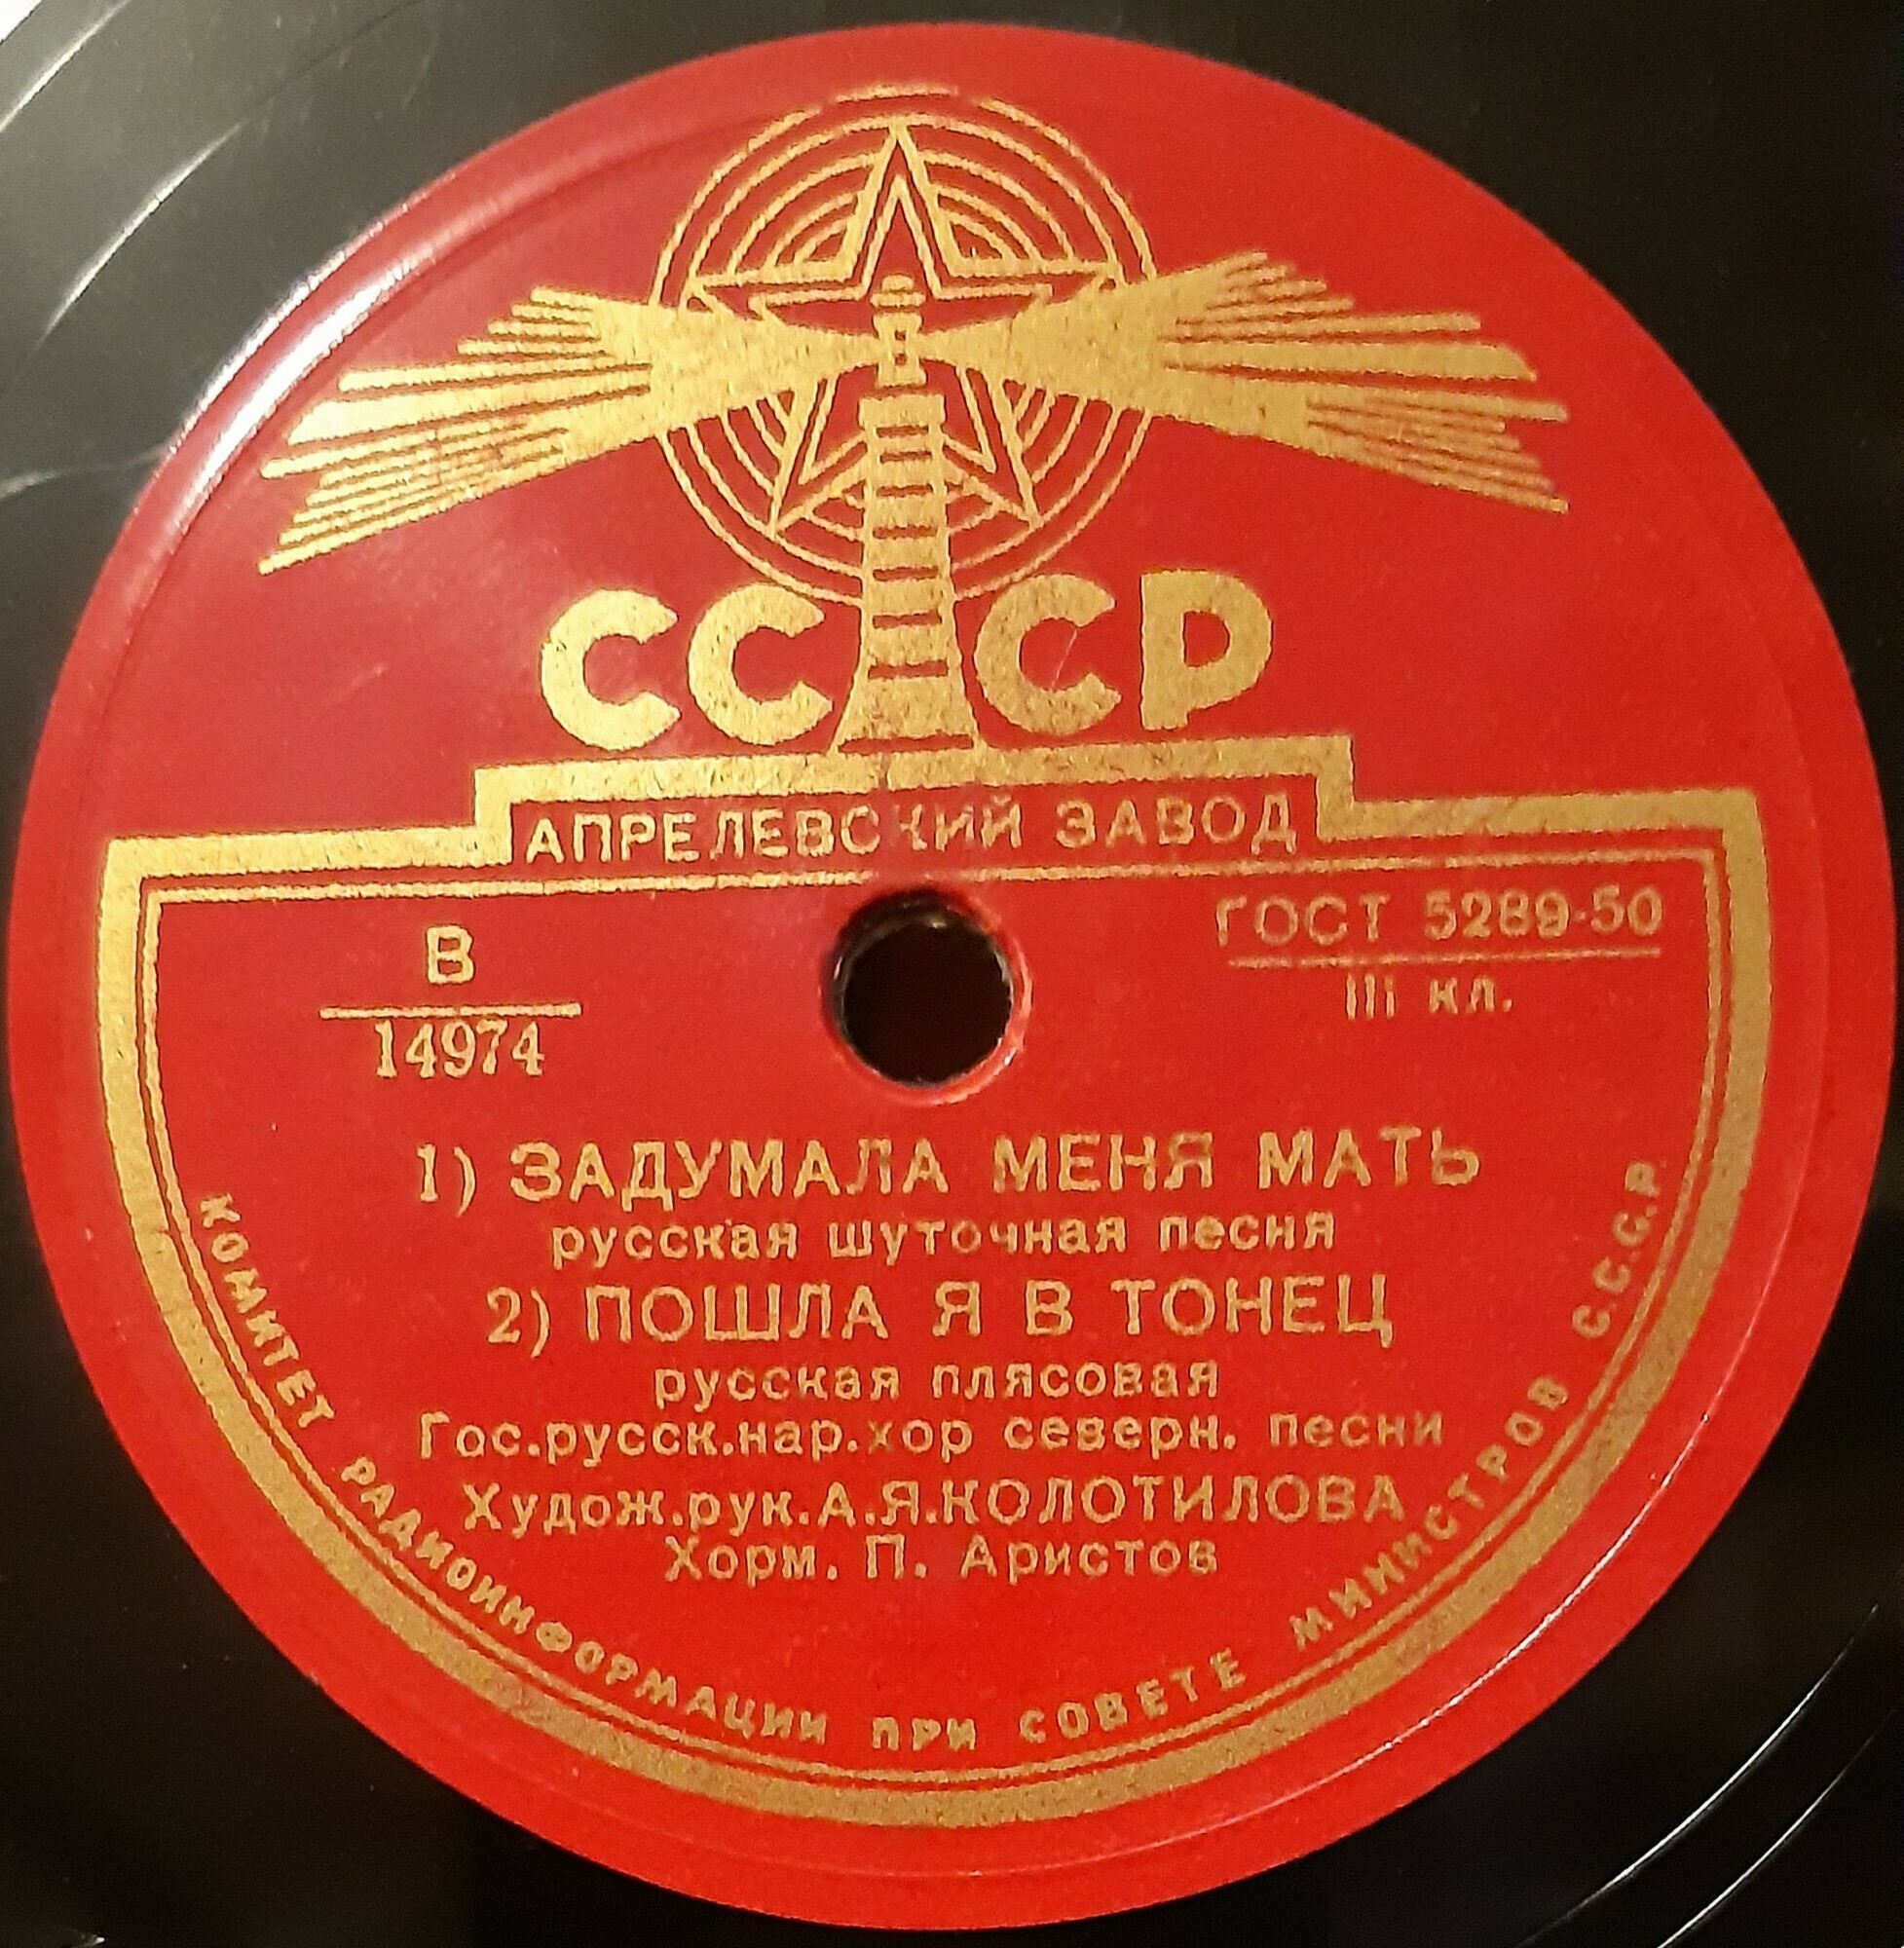 СССР
АПРЕЛЕВСКИЙ ЗАВОД
В
14974
ГОСТ 5289-50
III кл.
1) ЗАДУМАЛА МЕНЯ МАТЬ
русская шуточная песня
2) ПОШЛА Я В ТОНЕЦ
русская плясовая
Гос.русск.нар.хор северн. песни
Худож.рук.А.Я.КОЛОТИЛОВА
Хорм. П. Аристов
КОМИТЕТ РАДИОИНФОРМАЦИИ ПРИ СОВЕТЕ МИНИСТРОВ С.С.С.Р.